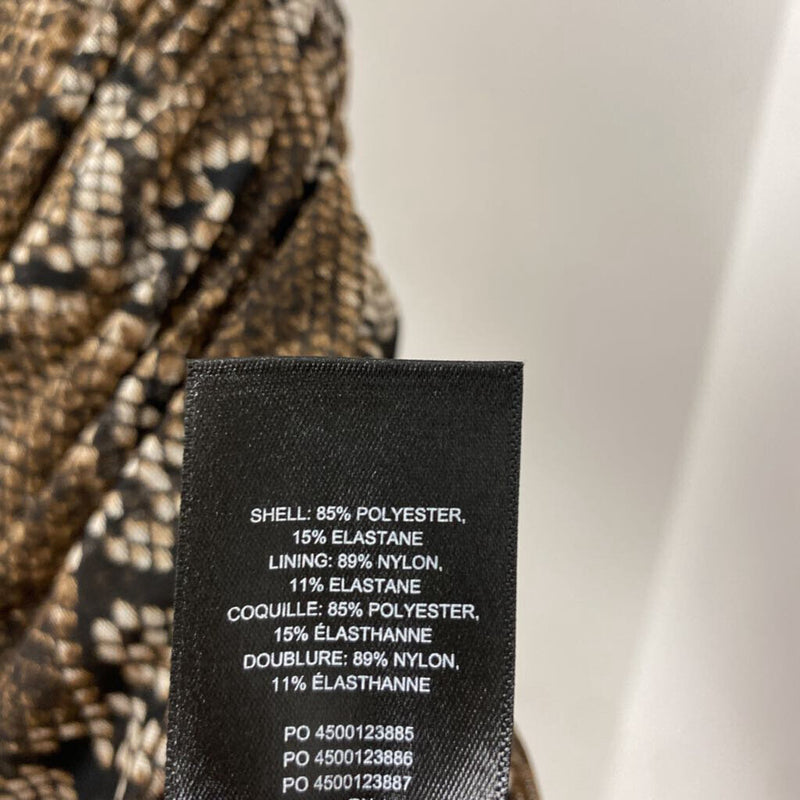 SHELL: 85% POLYESTER,
15% ELASTANE
LINING: 89% NYLON,
11% ELASTANE
COQUILLE: 85% POLYESTER,
15% ÉLASTHANNE
DOUBLURE: 89% NYLON,
11% ÉLASTHANNE
PO 4500123885
PO 4500123886
PO 4500123887